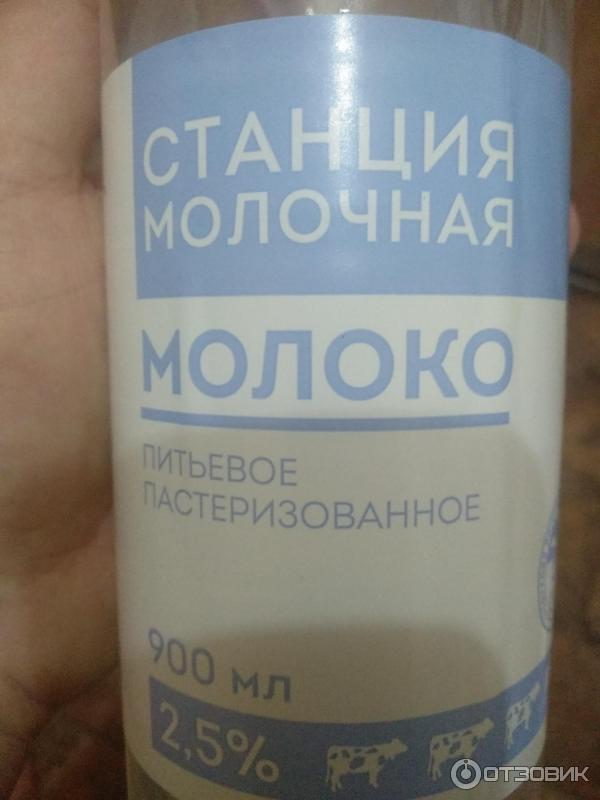 СТАНЦИЯ
МОЛОЧНАЯ
МОЛОКО
ПИТЬЕВОЕ
ПАСТЕРИЗОВАННОЕ
900 мл
2,5%
ОТЗОВИК